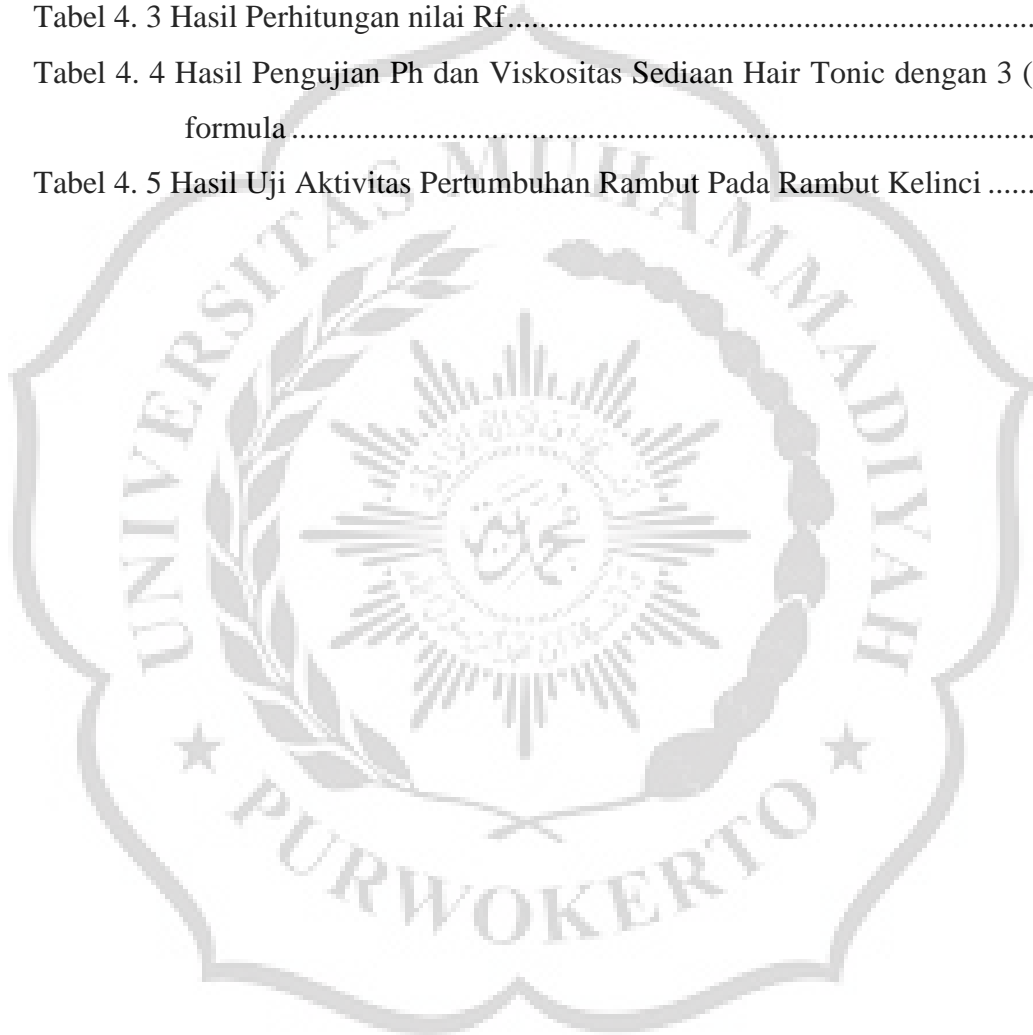 Tabel 4. 3 Hasil Perhitungan nilai Rf...........................................................
Tabel 4. 4 Hasil Pengujian Ph dan Viskositas Sediaan Hair Tonic dengan 3 (
formula..................................................................................
Tabel 4. 5 Hasil Uji Aktivitas Pertumbuhan Rambut Pada Rambut Kelinci ......
UNIVERSITAS MUHAMMADIYAH
★ PURWOKERTO ★